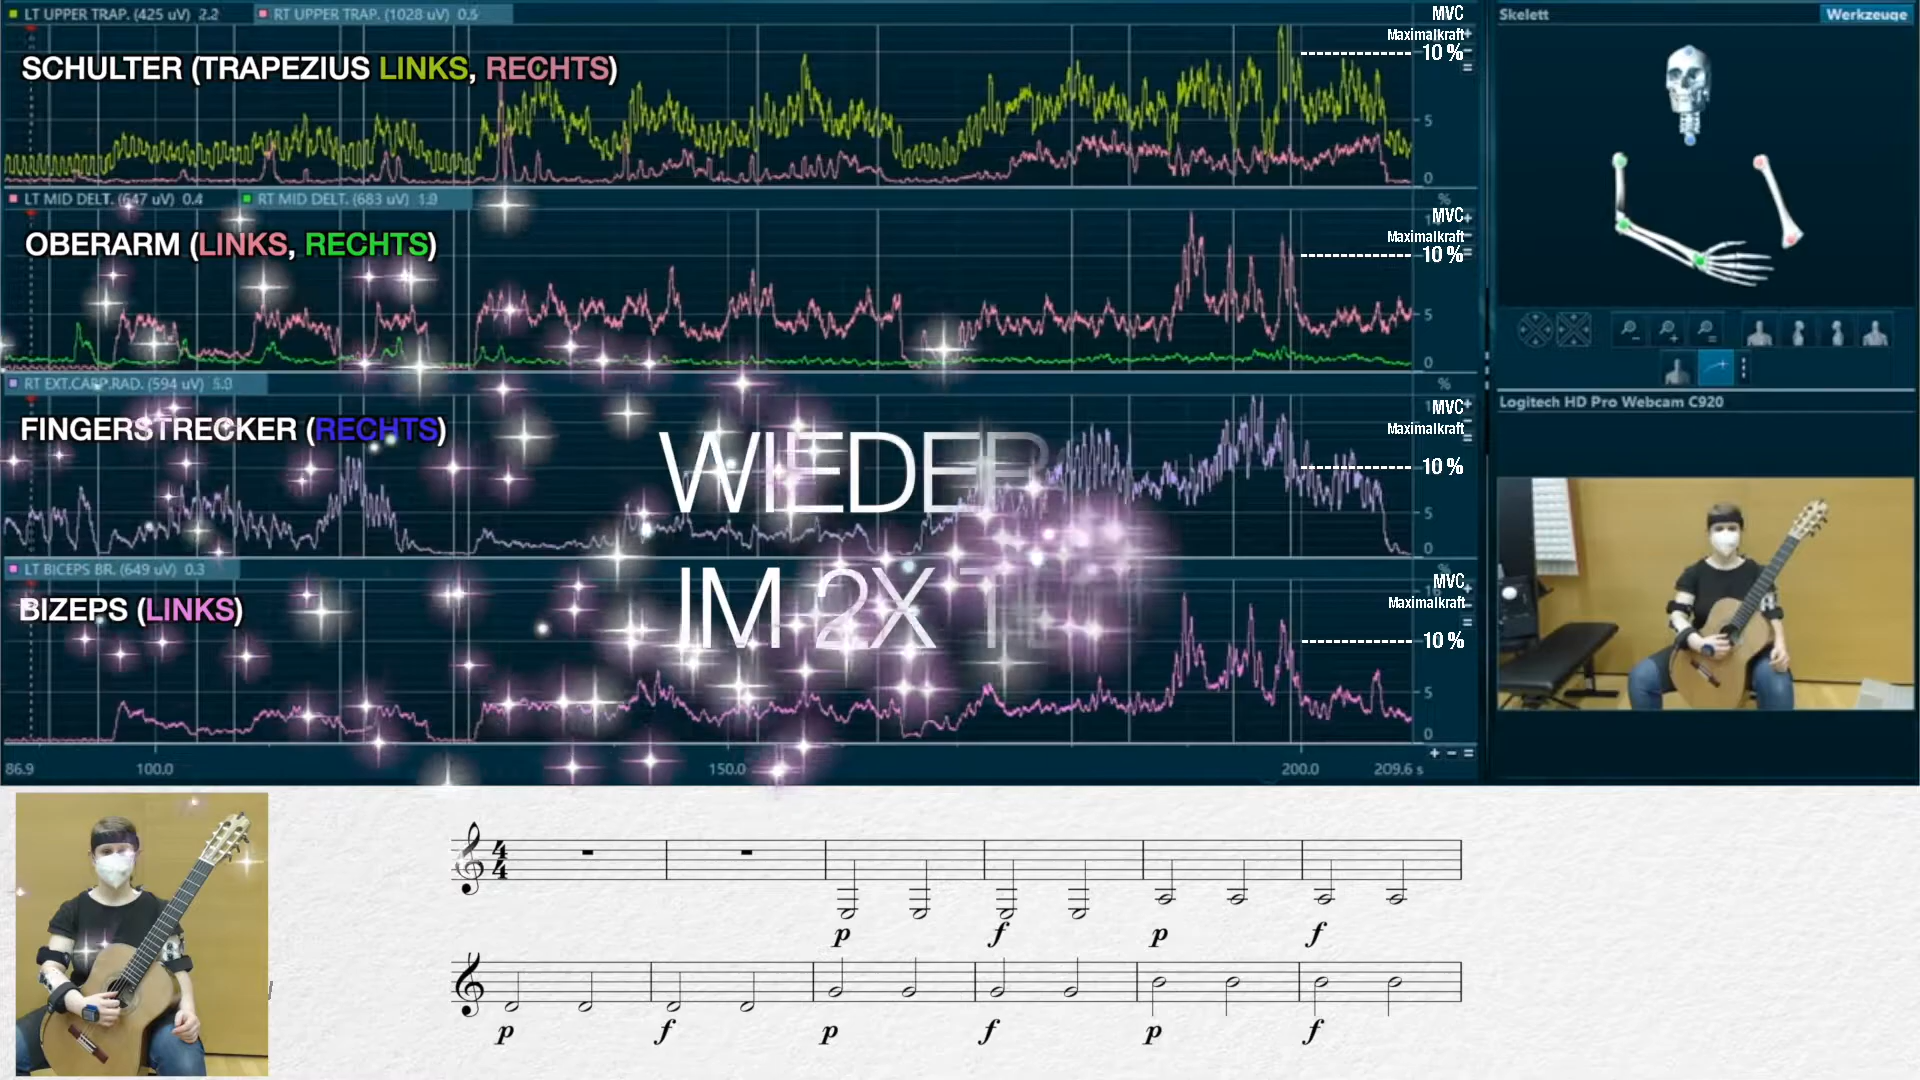 LT UPPER TRAP. (425 uV) 2.2
RT UPPER TRAP. (1028 uV) 0.5
MVC
Maximalkraft
10 %
SCHULTER (TRAPEZIUS LINKS, RECHTS)
5
0
LT MID DELT. (647 uV) 0.4
RT MID DELT. (683 uV) 1.0
%
MVC
Maximalkraft
10 %
OBERARM (LINKS, RECHTS)
5
0
RT EXT.CARP.RAD. (594 uV) 5.0
%
MVC
Maximalkraft
10 %
FINGERSTRECKER (RECHTS)
5
0
WIEDER
IM 2X
LT BICEPS BR. (649 uV) 0.3
MVC
Maximalkraft
10 %
BIZEPS (LINKS)
5
0
86.9
100.0
150.0
200.0
209.6 s
Skelett
Werkzeuge
Logitech HD Pro Webcam C920
4
4
p f p f
p f p f p f